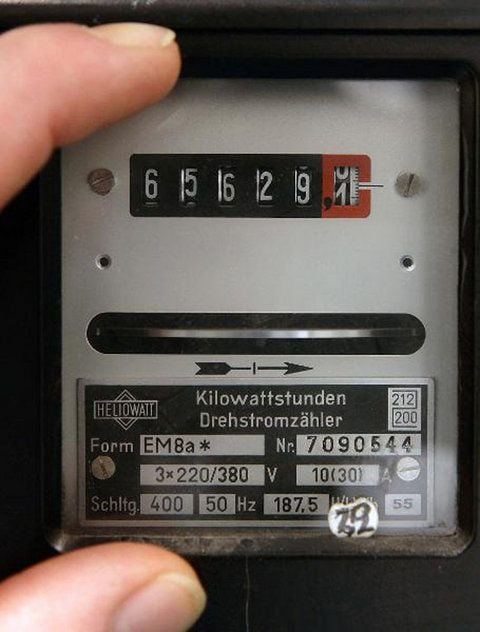 6 5 6 2 9,1
HELIOWATT
Kilowattstunden
Drehstromzähler
212
200
Form EM8a* Nr. 7090544
3×220/380 V 10(30) A
Schltg. 400 50 Hz 187,5 55